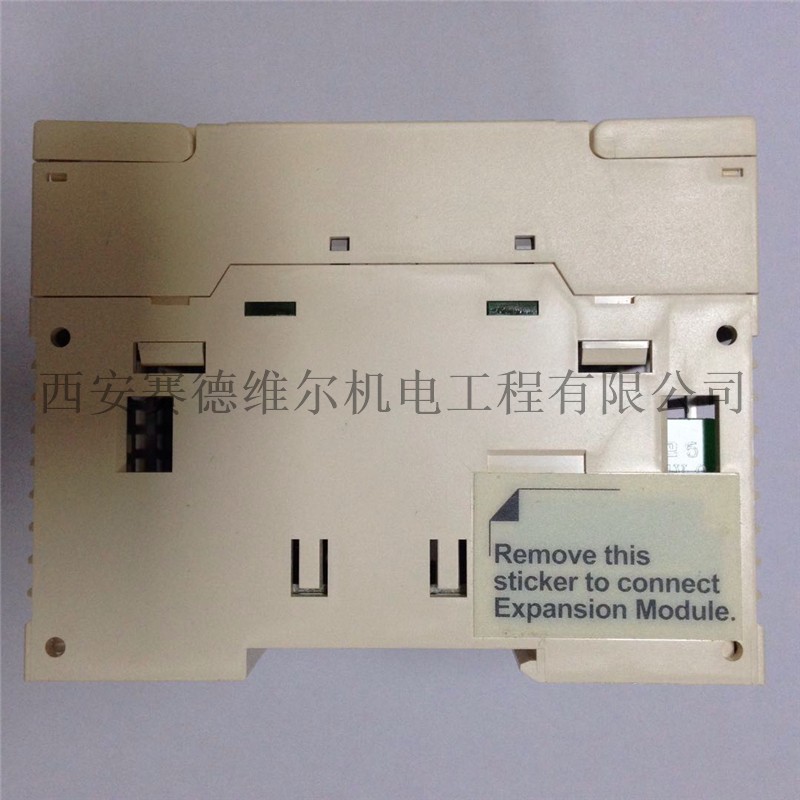 西安赛德维尔机电工程有限公司
Remove this
sticker to connect
Expansion Module.